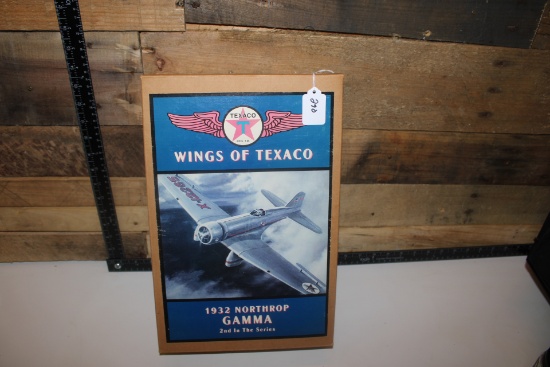 TEXACO
T
WINGS OF TEXACO
1932 NORTHROP
GAMMA
2nd In The Series